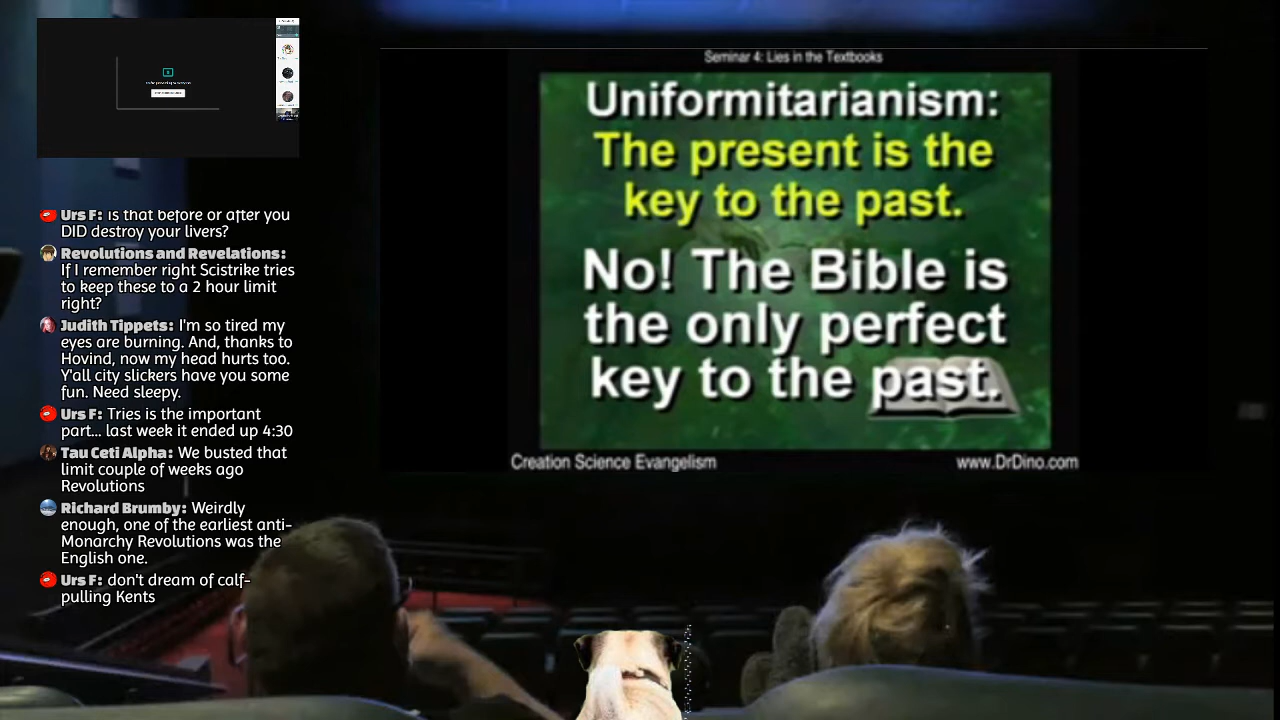 Seminar 4: Lies in the Textbooks
Uniformitarianism:
The present is the
key to the past.
No! The Bible is
the only perfect
key to the past.
Creation Science Evangelism
www.DrDino.com
Urs F: is that before or after you
DID destroy your livers?
Revolutions and Revelations:
If I remember right Scistrike tries
to keep these to a 2 hour limit
right?
Judith Tippets: I'm so tired my
eyes are burning. And, thanks to
Hovind, now my head hurts too.
Y'all city slickers have you some
fun. Need sleepy.
Urs F: Tries is the important
part... last week it ended up 4:30
Tau Ceti Alpha: We busted that
limit couple of weeks ago
Revolutions
Richard Brumby: Weirdly
enough, one of the earliest anti-
Monarchy Revolutions was the
English one.
Urs F: don't dream of calf-
pulling Kents